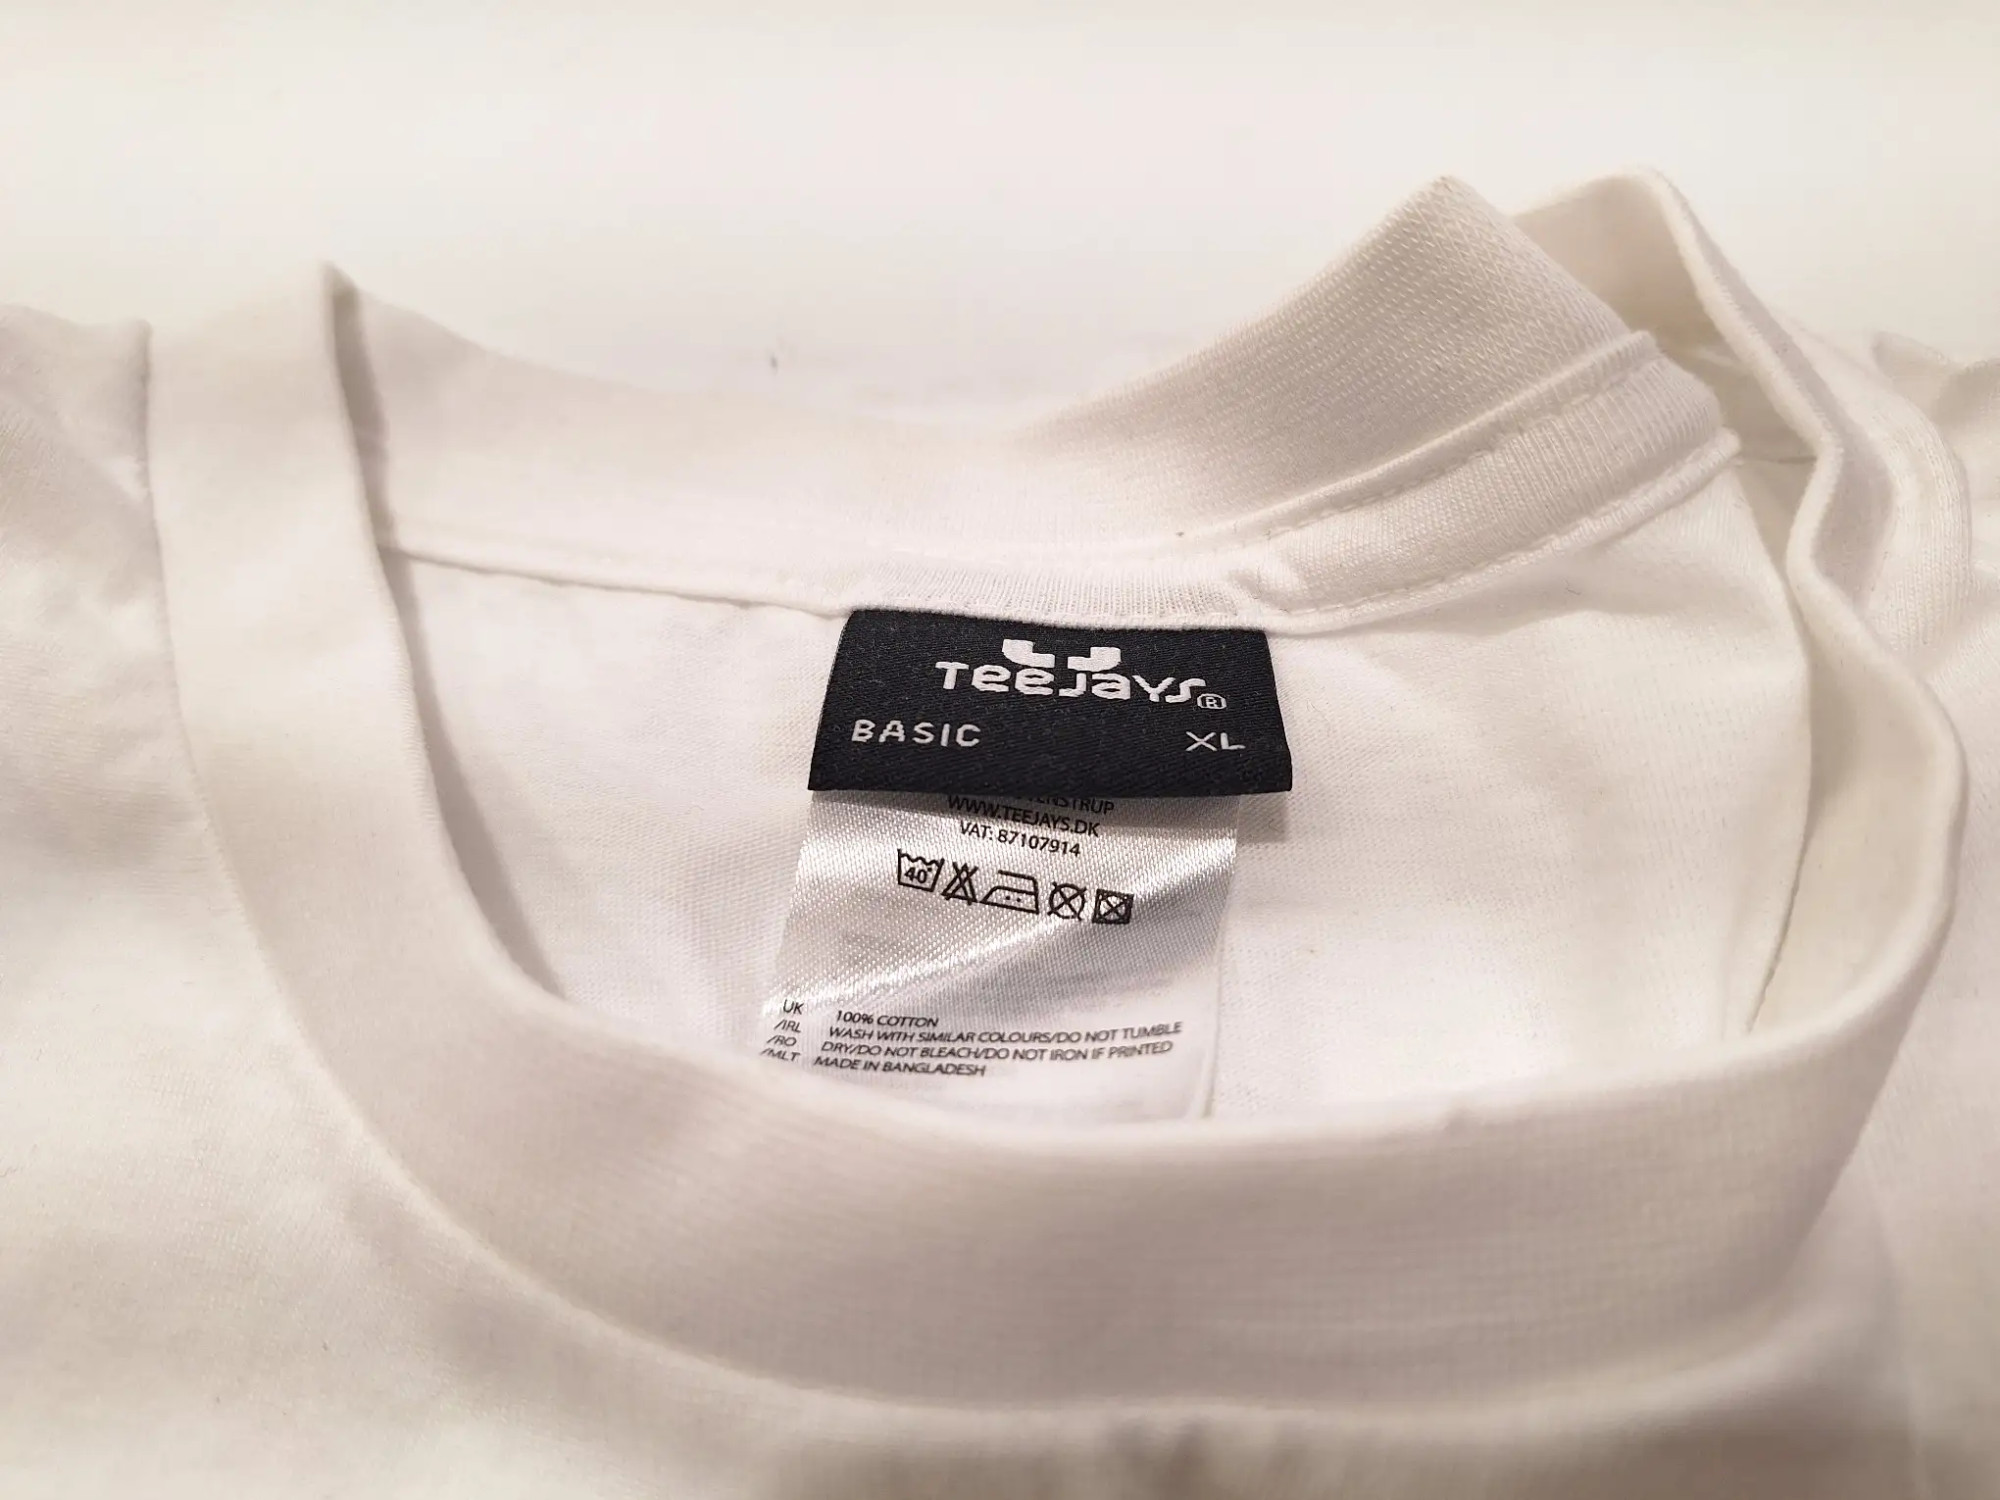 TEEJAYS®
BASIC XL
WWW.TEEJAYS.DK
VAT: 87107914
40°
UK 100% COTTON
/IRL WASH WITH SIMILAR COLOURS/DO NOT TUMBLE
/RO DRY/DO NOT BLEACH/DO NOT IRON IF PRINTED
/MLT MADE IN BANGLADESH